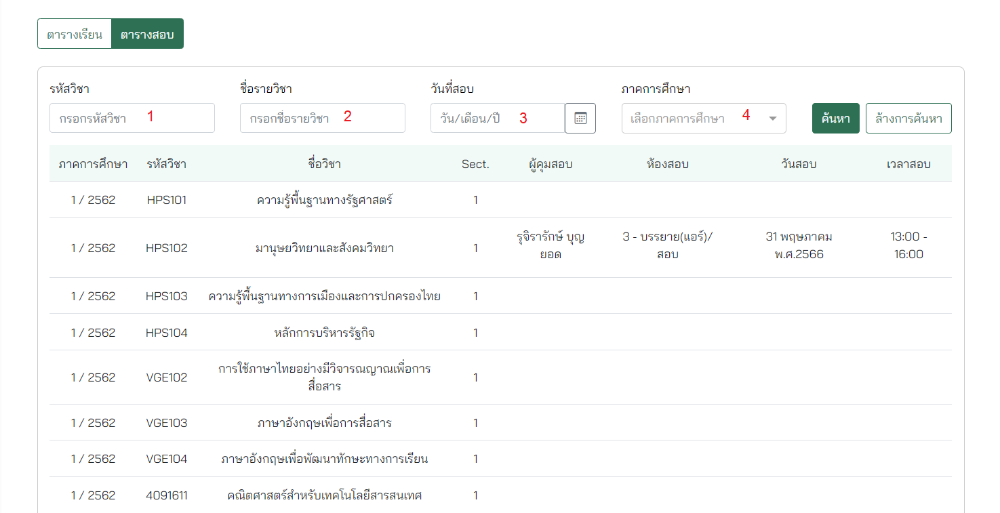 ตารางเรียน ตารางสอบ
รหัสวิชา ชื่อรายวิชา วันที่สอบ ภาคการศึกษา
กรอกรหัสวิชา 1 กรอกชื่อรายวิชา 2 วัน/เดือน/ปี 3 เลือกภาคการศึกษา 4 ค้นหา ล้างการค้นหา
ภาคการศึกษา รหัสวิชา ชื่อวิชา Sect. ผู้คุมสอบ ห้องสอบ วันสอบ เวลาสอบ
1 / 2562 HPS101 ความรู้พื้นฐานทางรัฐศาสตร์ 1
1 / 2562 HPS102 มานุษยวิทยาและสังคมวิทยา 1 รุจิรารักษ์ บุญ 3 - บรรยาย(แอร์)/ 31 พฤษภาคม 13:00 -
ยอด สอบ พ.ศ.2566 16:00
1 / 2562 HPS103 ความรู้พื้นฐานทางการเมืองและการปกครองไทย 1
1 / 2562 HPS104 หลักการบริหารรัฐกิจ 1
1 / 2562 VGE102 การใช้ภาษาไทยอย่างมีวิจารณญาณเพื่อการ 1
สื่อสาร
1 / 2562 VGE103 ภาษาอังกฤษเพื่อการสื่อสาร 1
1 / 2562 VGE104 ภาษาอังกฤษเพื่อพัฒนาทักษะทางการเรียน 1
1 / 2562 4091611 คณิตศาสตร์สำหรับเทคโนโลยีสารสนเทศ 1